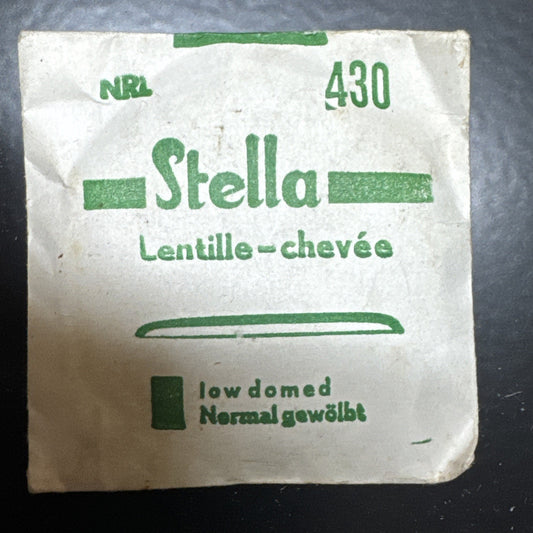 NRL 430
Stella
Lentille-chevée
low domed
Normal gewölbt